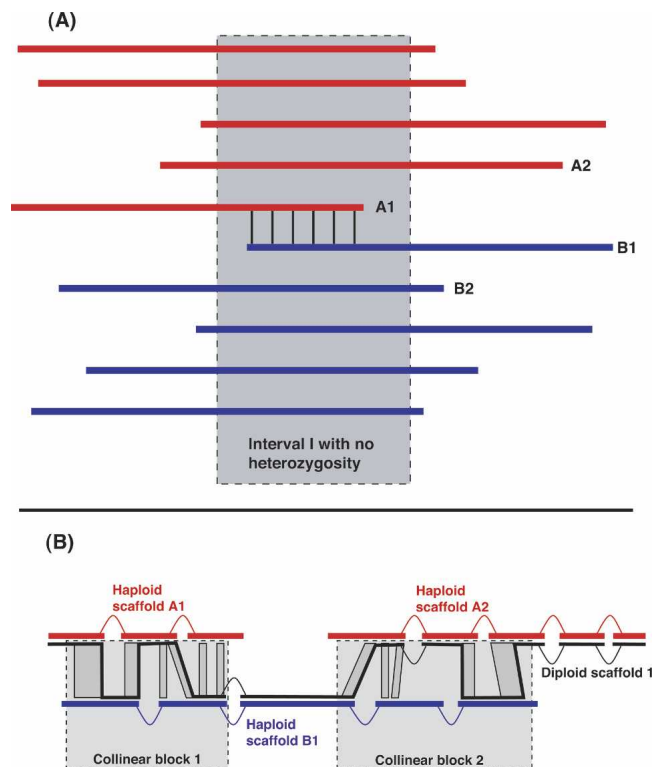 (A)
A2
A1
B1
B2
Interval I with no
heterozygosity
(B)
Haploid
scaffold A1
Haploid
scaffold A2
Diploid scaffold 1
Haploid
scaffold B1
Collinear block 1
Collinear block 2